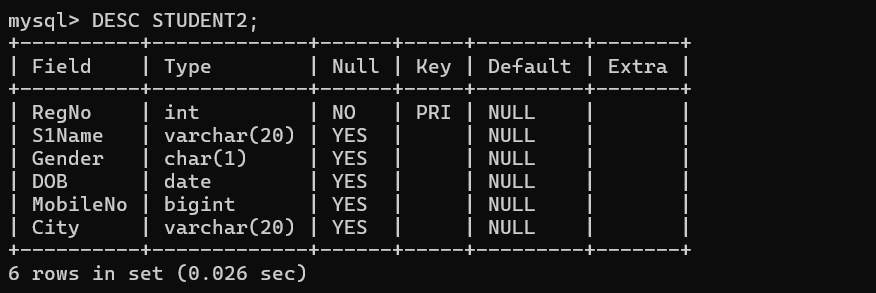 mysql> DESC STUDENT2;
+----------+-------------+------+-----+---------+-------+
| Field    | Type        | Null | Key | Default | Extra |
+----------+-------------+------+-----+---------+-------+
| RegNo    | int         | NO   | PRI | NULL    |       |
| S1Name   | varchar(20) | YES  |     | NULL    |       |
| Gender   | char(1)     | YES  |     | NULL    |       |
| DOB      | date        | YES  |     | NULL    |       |
| MobileNo | bigint      | YES  |     | NULL    |       |
| City     | varchar(20) | YES  |     | NULL    |       |
+----------+-------------+------+-----+---------+-------+
6 rows in set (0.026 sec)